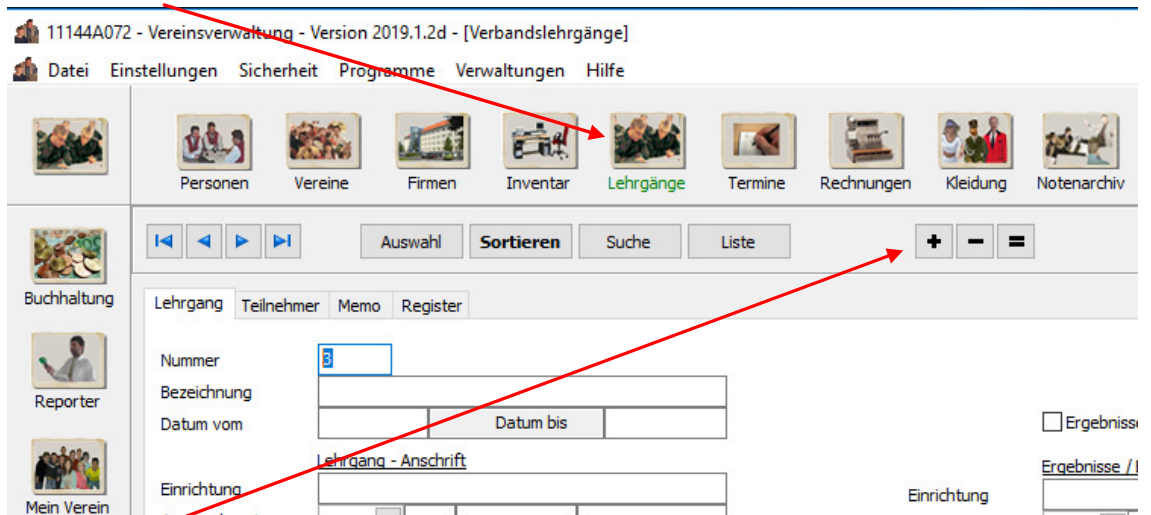 11144A072 - Vereinsverwaltung - Version 2019.1.2d - [Verbandslehrgänge]
Datei Einstellungen Sicherheit Programme Verwaltungen Hilfe
Personen Vereine Firmen Inventar Lehrgänge Termine Rechnungen Kleidung Notenarchiv
Auswahl Sortieren Suche Liste + - =
Buchhaltung
Lehrgang Teilnehmer Memo Register
Nummer 3
Bezeichnung
Reporter
Datum vom Datum bis Ergebnisse
Lehrgang - Anschrift Ergebnisse /
Einrichtung Einrichtung
Mein Verein